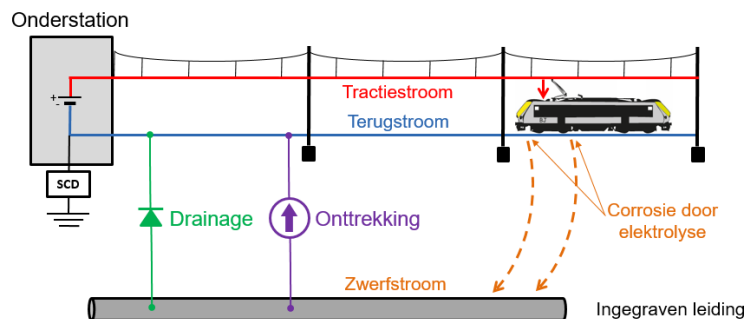 Onderstation
+
-
Tractiestroom
Terugstroom
SCD
Drainage
Onttrekking
Corrosie door
elektrolyse
Zwerfstroom
Ingegraven leiding